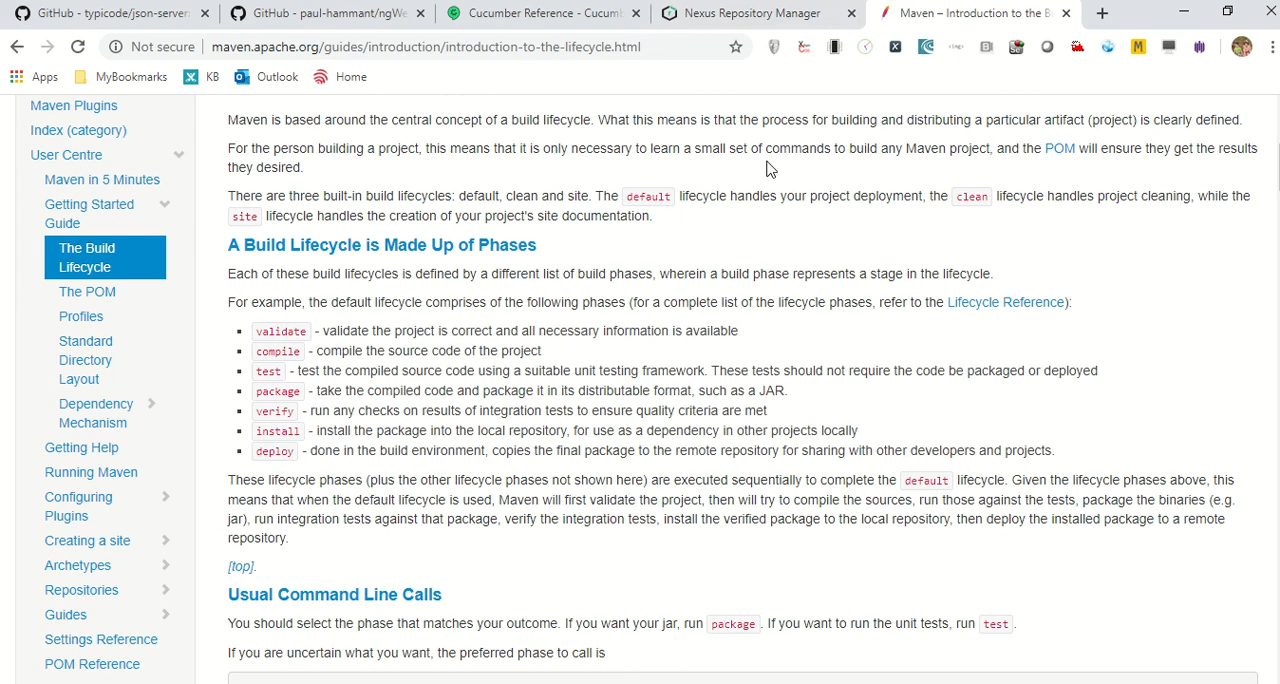 GitHub - typicode/json-server:
GitHub - paul-hammant/ngWe
Cucumber Reference - Cucumb
Nexus Repository Manager
Maven – Introduction to the B
Not secure
maven.apache.org/guides/introduction/introduction-to-the-lifecycle.html
Apps
MyBookmarks
KB
Outlook
Home
Maven Plugins
Index (category)
User Centre
Maven in 5 Minutes
Getting Started
Guide
The Build
Lifecycle
The POM
Profiles
Standard
Directory
Layout
Dependency
Mechanism
Getting Help
Running Maven
Configuring
Plugins
Creating a site
Archetypes
Repositories
Guides
Settings Reference
POM Reference
Maven is based around the central concept of a build lifecycle. What this means is that the process for building and distributing a particular artifact (project) is clearly defined.
For the person building a project, this means that it is only necessary to learn a small set of commands to build any Maven project, and the POM will ensure they get the results
they desired.
There are three built-in build lifecycles: default, clean and site. The default lifecycle handles your project deployment, the clean lifecycle handles project cleaning, while the
site lifecycle handles the creation of your project's site documentation.
A Build Lifecycle is Made Up of Phases
Each of these build lifecycles is defined by a different list of build phases, wherein a build phase represents a stage in the lifecycle.
For example, the default lifecycle comprises of the following phases (for a complete list of the lifecycle phases, refer to the Lifecycle Reference):
validate - validate the project is correct and all necessary information is available
compile - compile the source code of the project
test - test the compiled source code using a suitable unit testing framework. These tests should not require the code be packaged or deployed
package - take the compiled code and package it in its distributable format, such as a JAR.
verify - run any checks on results of integration tests to ensure quality criteria are met
install - install the package into the local repository, for use as a dependency in other projects locally
deploy - done in the build environment, copies the final package to the remote repository for sharing with other developers and projects.
These lifecycle phases (plus the other lifecycle phases not shown here) are executed sequentially to complete the default lifecycle. Given the lifecycle phases above, this
means that when the default lifecycle is used, Maven will first validate the project, then will try to compile the sources, run those against the tests, package the binaries (e.g.
jar), run integration tests against that package, verify the integration tests, install the verified package to the local repository, then deploy the installed package to a remote
repository.
[top].
Usual Command Line Calls
You should select the phase that matches your outcome. If you want your jar, run package. If you want to run the unit tests, run test.
If you are uncertain what you want, the preferred phase to call is